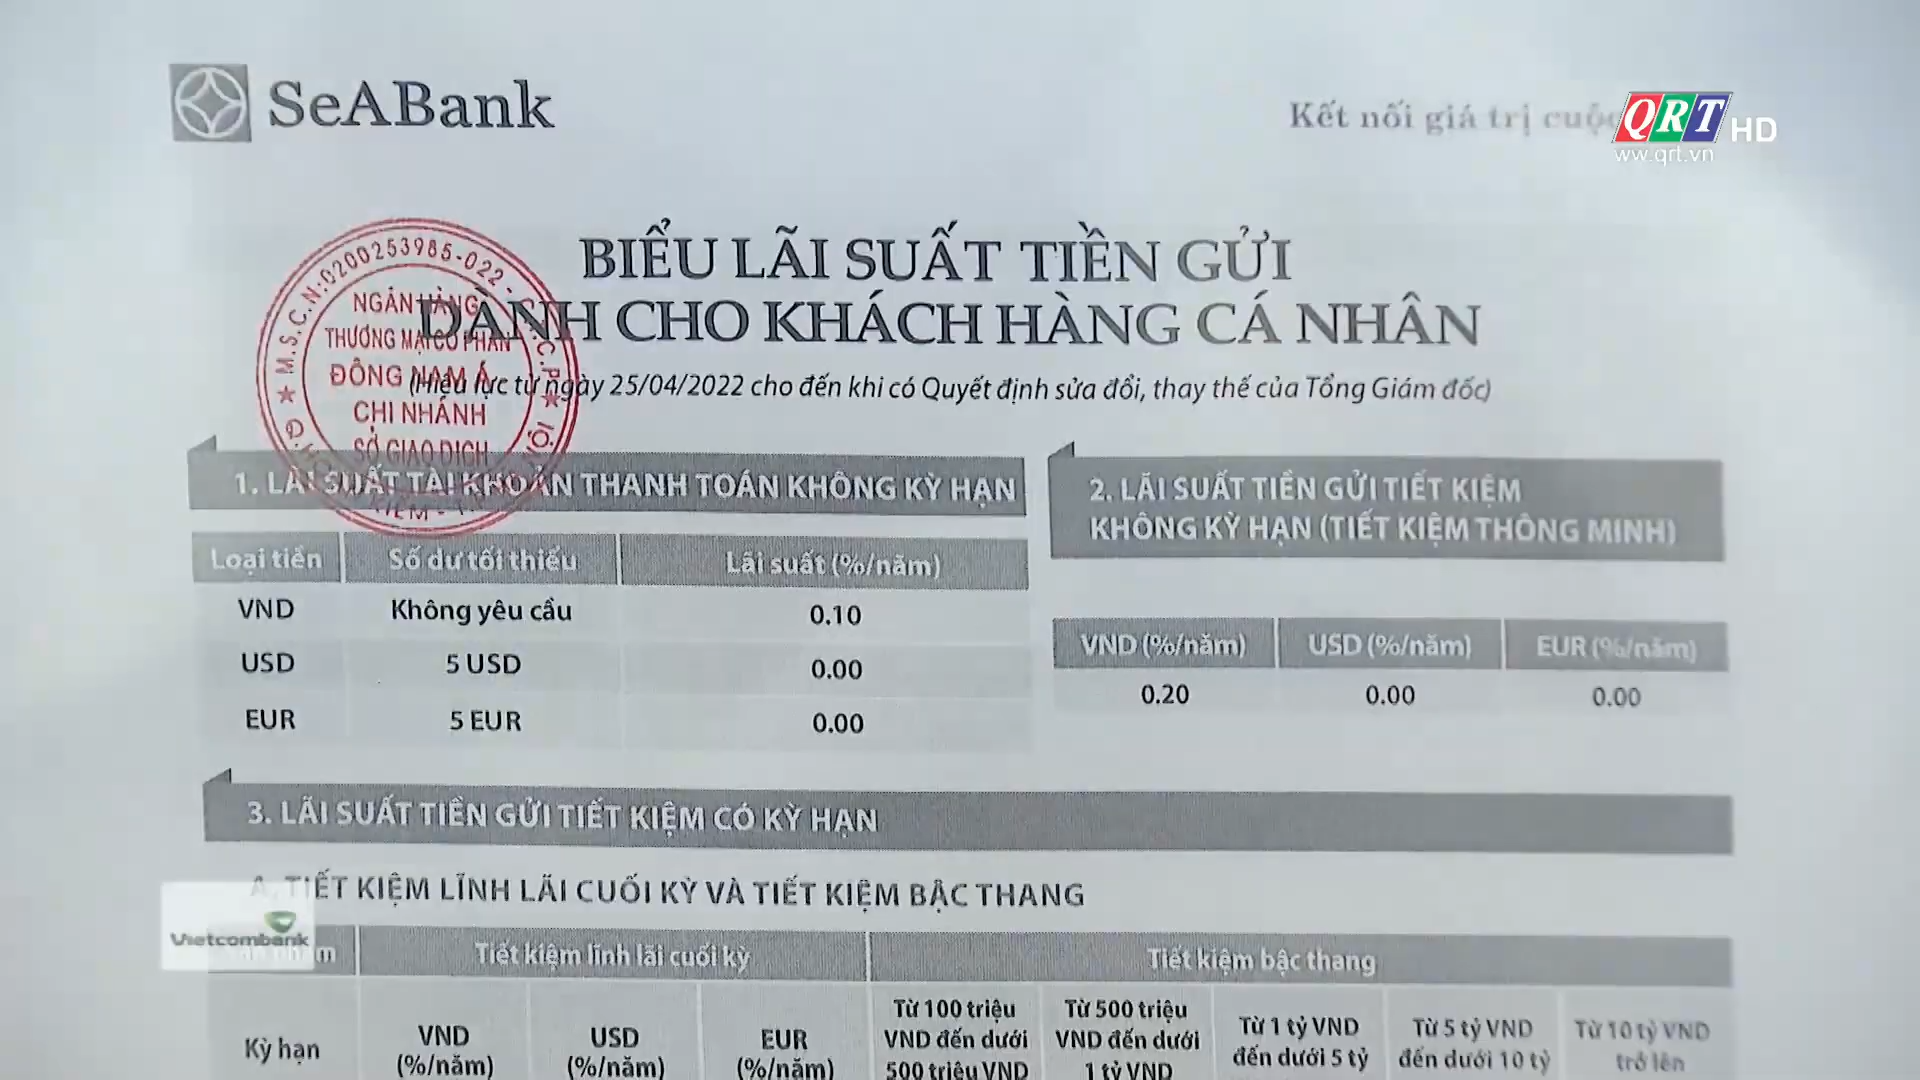 SeABank
Kết nối giá trị
QRT HD
ww.qrt.vn
BIỂU LÃI SUẤT TIỀN GỬI
DÀNH CHO KHÁCH HÀNG CÁ NHÂN
(Hiệu lực từ ngày 25/04/2022 cho đến khi có Quyết định sửa đổi, thay thế của Tổng Giám đốc)
M.S.C.N:0200253985-022
NGÂN HÀNG
THƯƠNG MẠI CỔ PHẦN
ĐÔNG NAM Á
CHI NHÁNH
SỞ GIAO DỊCH
1. LÃI SUẤT TÀI KHOẢN THANH TOÁN KHÔNG KỲ HẠN
Loại tiền Số dư tối thiểu Lãi suất (%/năm)
VND Không yêu cầu 0.10
USD 5 USD 0.00
EUR 5 EUR 0.00
2. LÃI SUẤT TIỀN GỬI TIẾT KIỆM
KHÔNG KỲ HẠN (TIẾT KIỆM THÔNG MINH)
VND (%/năm) USD (%/năm) EUR (%/năm)
0.20 0.00 0.00
3. LÃI SUẤT TIỀN GỬI TIẾT KIỆM CÓ KỲ HẠN
A. TIẾT KIỆM LĨNH LÃI CUỐI KỲ VÀ TIẾT KIỆM BẬC THANG
Vietcombank
Tiết kiệm lĩnh lãi cuối kỳ Tiết kiệm bậc thang
Kỳ hạn
VND
(%/năm)
USD
(%/năm)
EUR
(%/năm)
Từ 100 triệu
VND đến dưới
500 triệu VND
Từ 500 triệu
VND đến dưới
1 tỷ VND
Từ 1 tỷ VND
đến dưới 5 tỷ
Từ 5 tỷ VND
đến dưới 10 tỷ
Từ 10 tỷ VND
trở lên